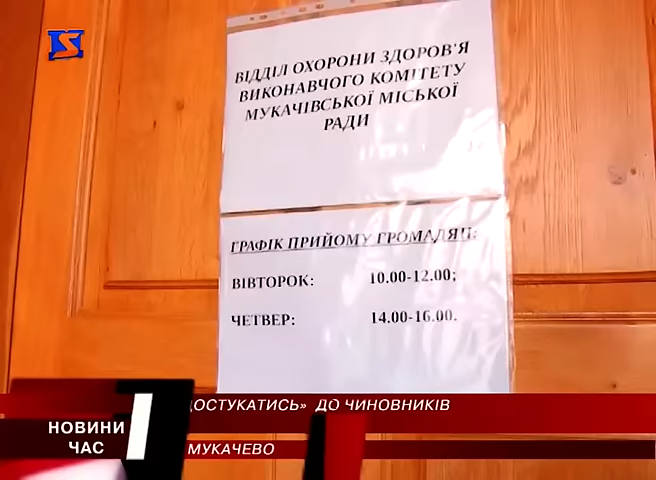 ВІДДІЛ ОХОРОНИ ЗДОРОВ'Я
ВИКОНАВЧОГО КОМІТЕТУ
МУКАЧІВСЬКОЇ МІСЬКОЇ
РАДИ
ГРАФІК ПРИЙОМУ ГРОМАДЯН:
ВІВТОРОК: 10.00-12.00;
ЧЕТВЕР: 14.00-16.00.
ДОСТУКАТИСЬ» ДО ЧИНОВНИКІВ
НОВИНИ
ЧАС
МУКАЧЕВО